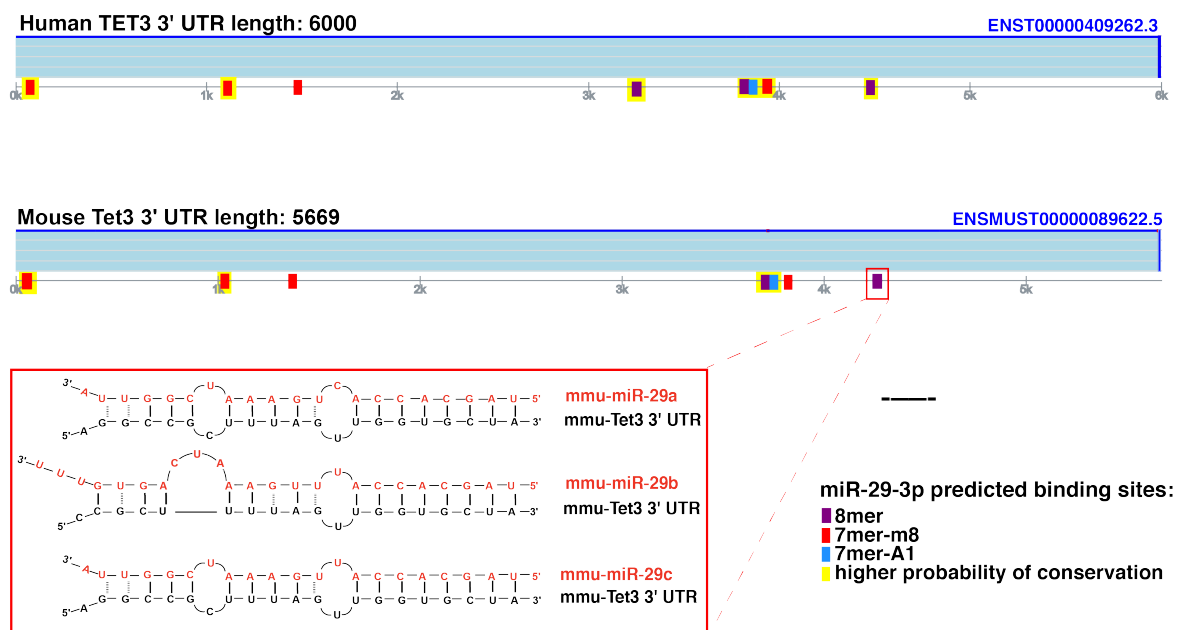 Human TET3 3' UTR length: 6000
ENST00000409262.3
0k 1k 2k 3k 4k 5k 6k
Mouse Tet3 3' UTR length: 5669
ENSMUST00000089622.5
0k 1k 2k 3k 4k 5k
3' A U U G G C U A A A G U C A C C A C G A U 5'
mmu-miR-29a
5' A G G C C G C U U U A G U U G G U G C U A 3'
mmu-Tet3 3' UTR
3' U U U G U G A C U A A A G U U U A C C A C G A U 5'
mmu-miR-29b
5' C C G C U U U U A G U U G G U G C U A 3'
mmu-Tet3 3' UTR
3' A U U G G C U A A A G U U A C C A C G A U 5'
mmu-miR-29c
5' A G G C C G C U U U A G U U G G U G C U A 3'
mmu-Tet3 3' UTR
miR-29-3p predicted binding sites:
8mer
7mer-m8
7mer-A1
higher probability of conservation